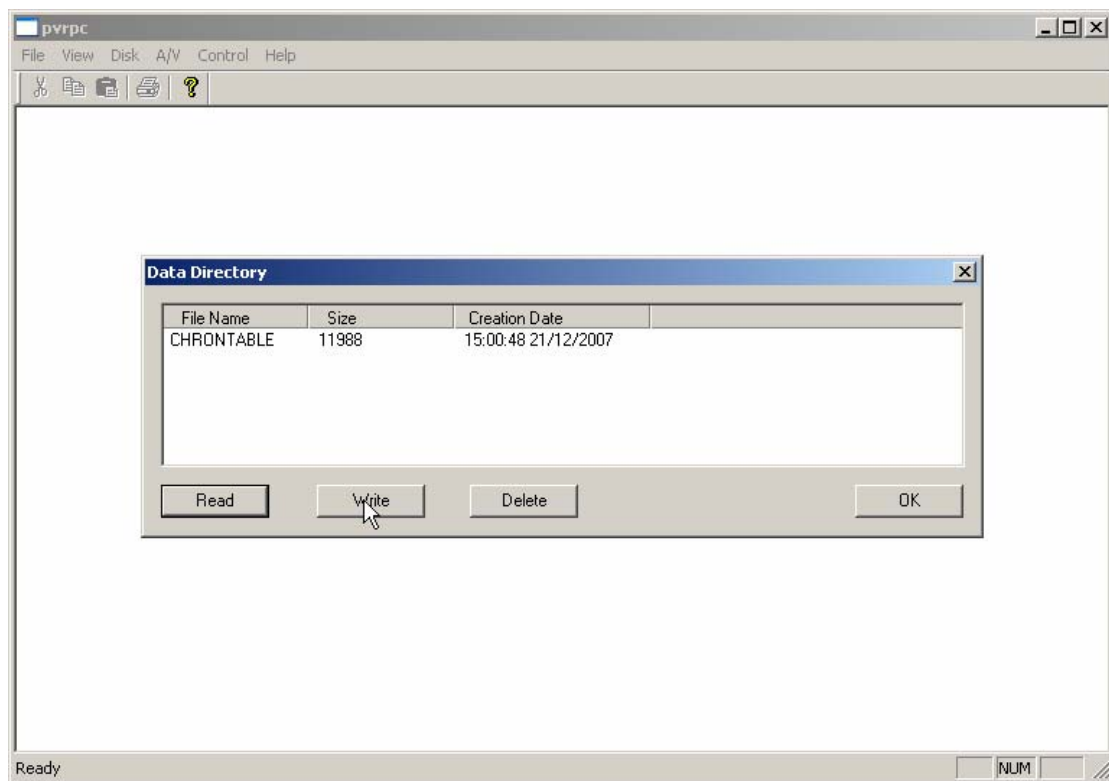 pvrpc
File View Disk A/V Control Help
Data Directory
File Name Size Creation Date
CHRONTABLE 11988 15:00:48 21/12/2007
Read Write Delete OK
Ready NUM